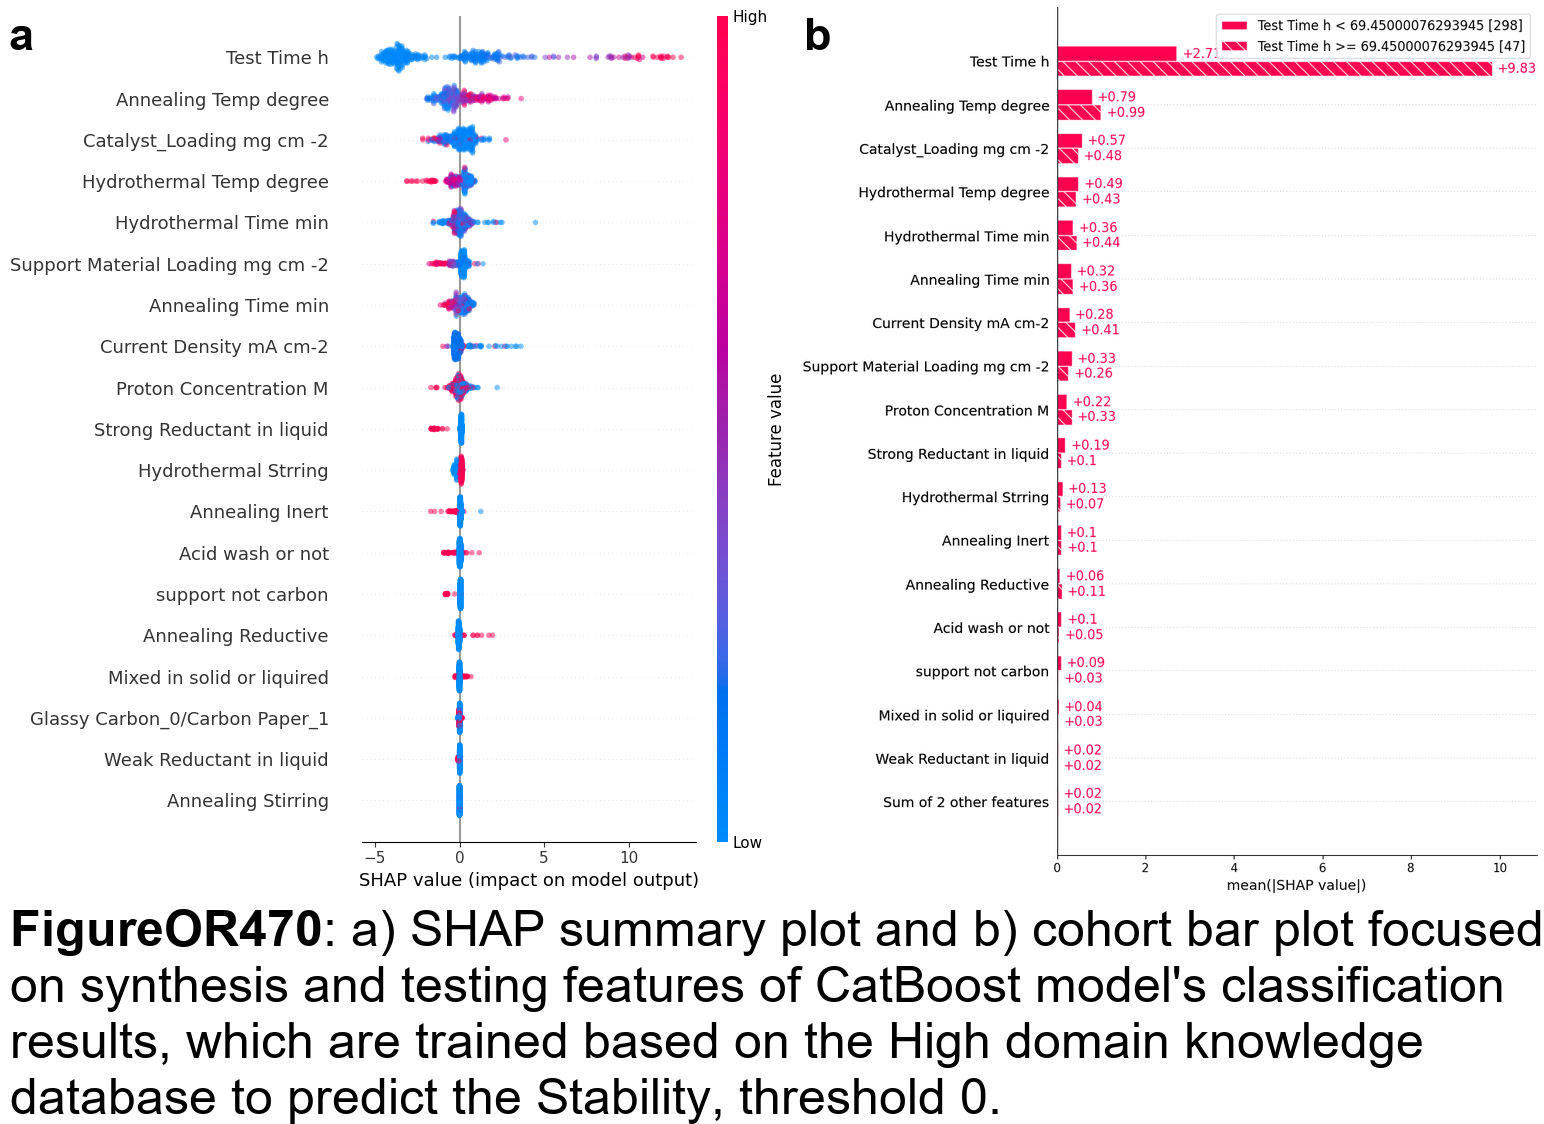 a
Test Time h
Annealing Temp degree
Catalyst_Loading mg cm -2
Hydrothermal Temp degree
Hydrothermal Time min
Support Material Loading mg cm -2
Annealing Time min
Current Density mA cm-2
Proton Concentration M
Strong Reductant in liquid
Hydrothermal Strring
Annealing Inert
Acid wash or not
support not carbon
Annealing Reductive
Mixed in solid or liquired
Glassy Carbon_0/Carbon Paper_1
Weak Reductant in liquid
Annealing Stirring
−5 0 5 10
SHAP value (impact on model output)
High
Low
Feature value
b
Test Time h < 69.45000076293945 [298]
Test Time h >= 69.45000076293945 [47]
Test Time h
+2.71
+9.83
Annealing Temp degree
+0.79
+0.99
Catalyst_Loading mg cm -2
+0.57
+0.48
Hydrothermal Temp degree
+0.49
+0.43
Hydrothermal Time min
+0.36
+0.44
Annealing Time min
+0.32
+0.36
Current Density mA cm-2
+0.28
+0.41
Support Material Loading mg cm -2
+0.33
+0.26
Proton Concentration M
+0.22
+0.33
Strong Reductant in liquid
+0.19
+0.1
Hydrothermal Strring
+0.13
+0.07
Annealing Inert
+0.1
+0.1
Annealing Reductive
+0.06
+0.11
Acid wash or not
+0.1
+0.05
support not carbon
+0.09
+0.03
Mixed in solid or liquired
+0.04
+0.03
Weak Reductant in liquid
+0.02
+0.02
Sum of 2 other features
+0.02
+0.02
0 2 4 6 8 10
mean(|SHAP value|)
FigureOR470: a) SHAP summary plot and b) cohort bar plot focused
on synthesis and testing features of CatBoost model's classification
results, which are trained based on the High domain knowledge
database to predict the Stability, threshold 0.